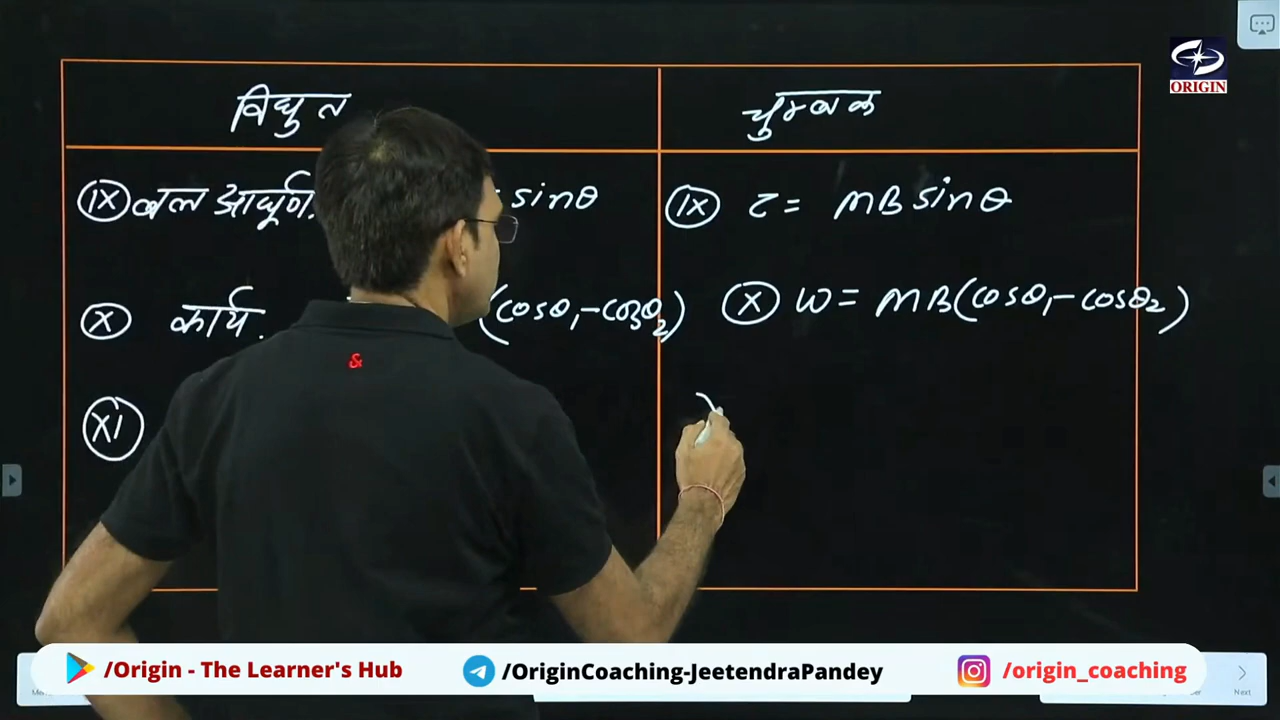 ORIGIN
विद्युत चुम्बक
(IX) बल आघूर्ण sinθ (IX) τ = MB sinθ
(X) कार्य. (cosθ₁-cosθ₂) (X) W = MB(cosθ₁-cosθ₂)
(XI)
/Origin - The Learner's Hub /OriginCoaching-JeetendraPandey /origin_coaching
Next